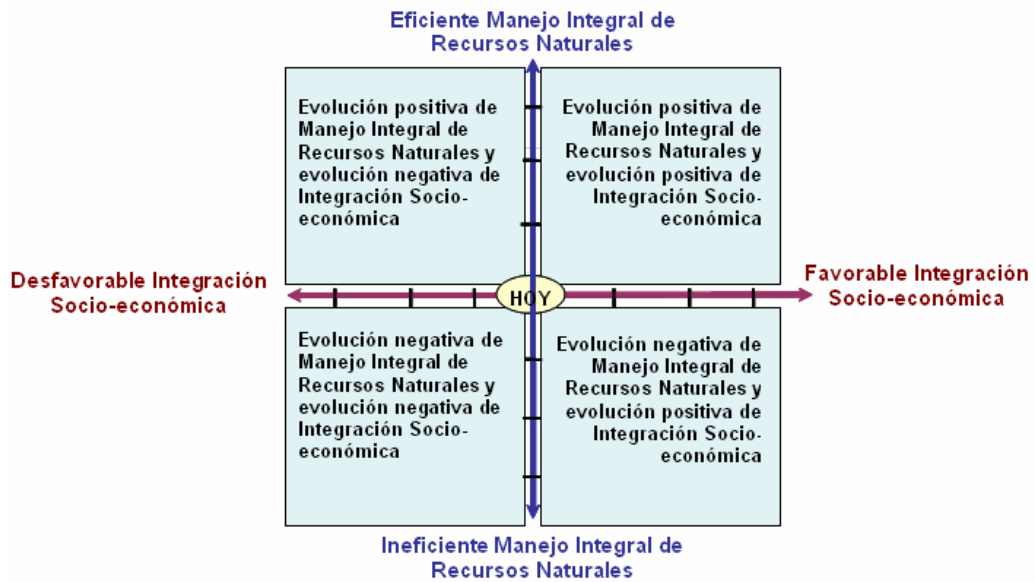 Eficiente Manejo Integral de
Recursos Naturales
Evolución positiva de
Manejo Integral de
Recursos Naturales y
evolución negativa de
Integración Socio-
económica
Evolución positiva de
Manejo Integral de
Recursos Naturales y
evolución positiva de
Integración Socio-
económica
Desfavorable Integración
Socio-económica
HOY
Favorable Integración
Socio-económica
Evolución negativa de
Manejo Integral de
Recursos Naturales y
evolución negativa de
Integración Socio-
económica
Evolución negativa de
Manejo Integral de
Recursos Naturales y
evolución positiva de
Integración Socio-
económica
Ineficiente Manejo Integral de
Recursos Naturales